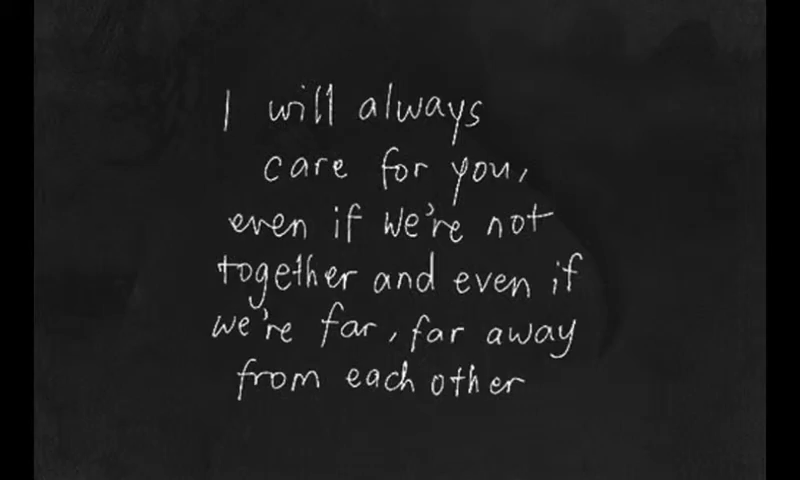 I will always
care for you,
even if we're not
together and even if
we're far, far away
from each other